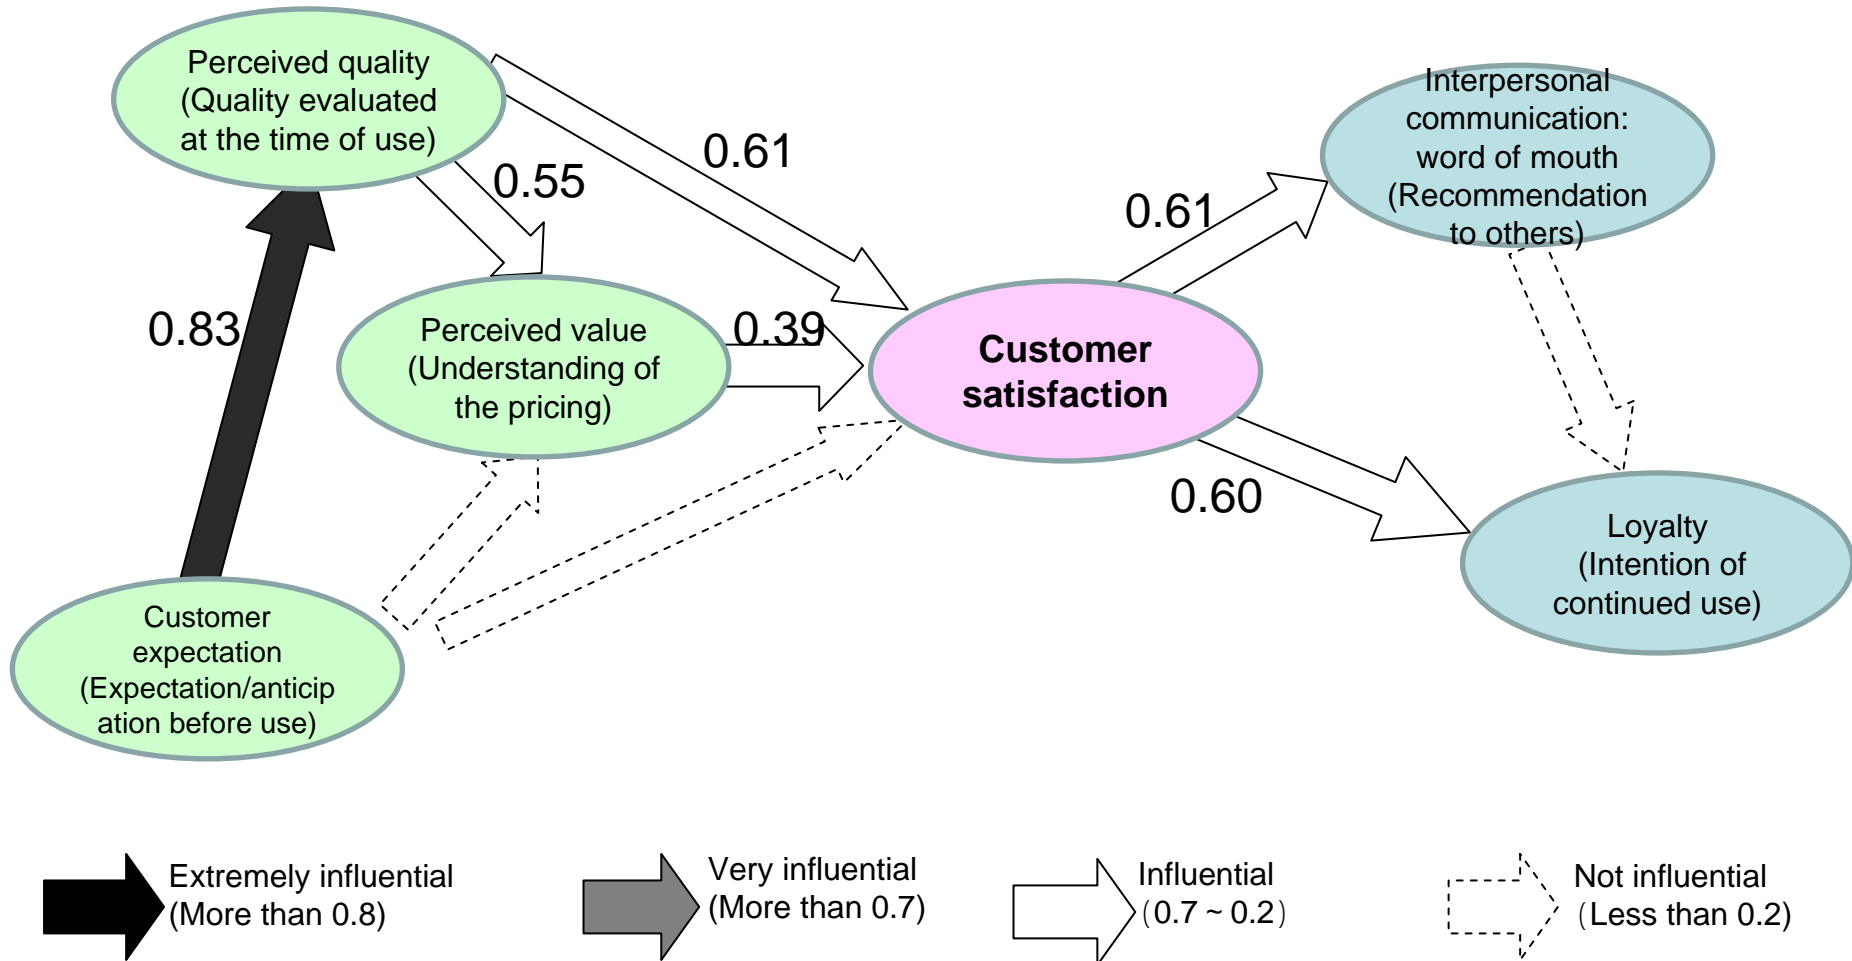 Perceived quality
(Quality evaluated
at the time of use)
0.61
0.55
Interpersonal
communication:
word of mouth
(Recommendation
to others)
0.61
0.83
Perceived value
(Understanding of
the pricing)
0.39
Customer
satisfaction
0.60
Loyalty
(Intention of
continued use)
Customer
expectation
(Expectation/anticip
ation before use)
Extremely influential
(More than 0.8)
Very influential
(More than 0.7)
Influential
(0.7 ~ 0.2)
Not influential
(Less than 0.2)